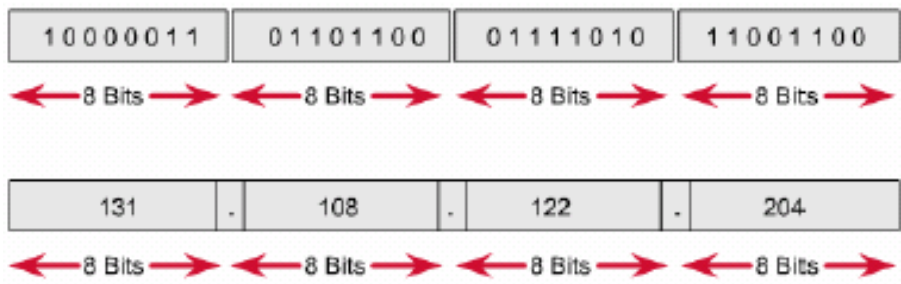 10000011 01101100 01111010 11001100
8 Bits 8 Bits 8 Bits 8 Bits
131 . 108 . 122 . 204
8 Bits 8 Bits 8 Bits 8 Bits